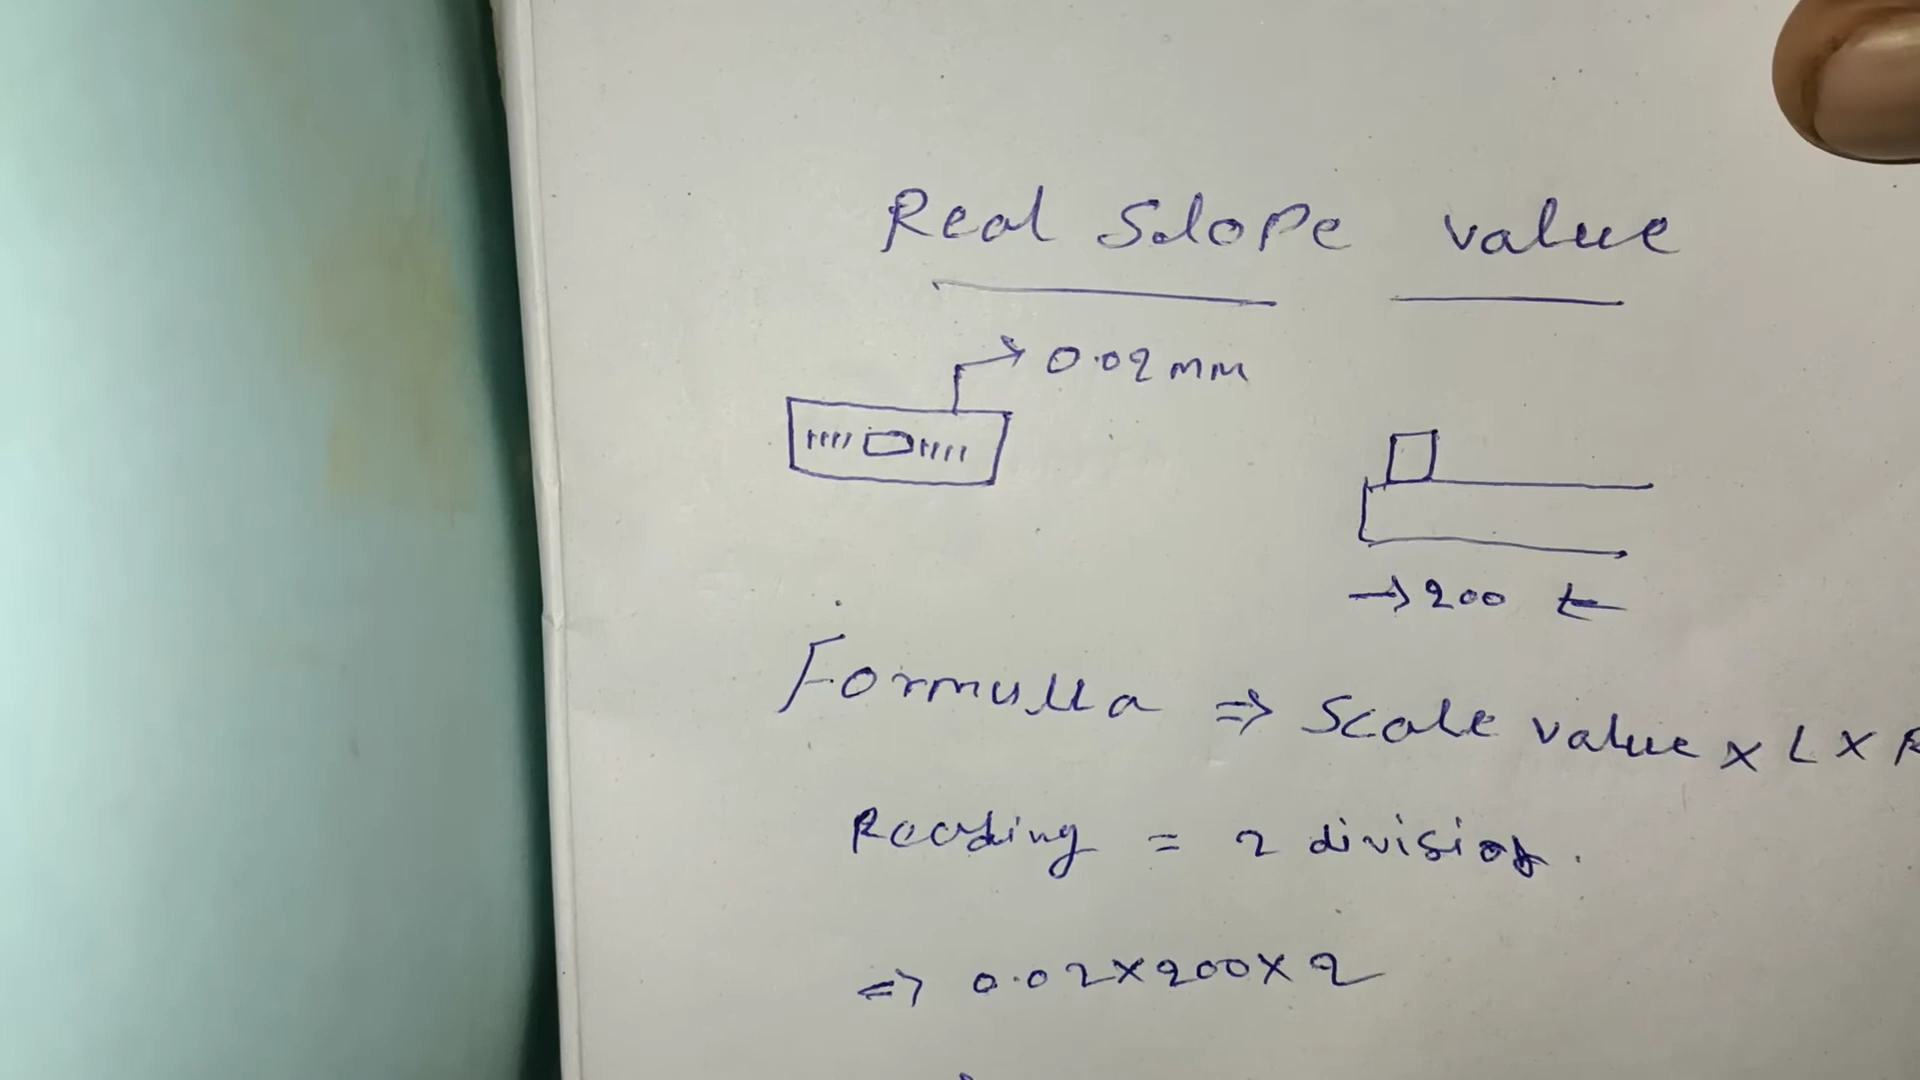 Real Slope value
0.02 mm
→ 200 ←
Formulla ⇒ Scale value × L × R
Reading = 2 division.
⇒ 0.02 × 200 × 2